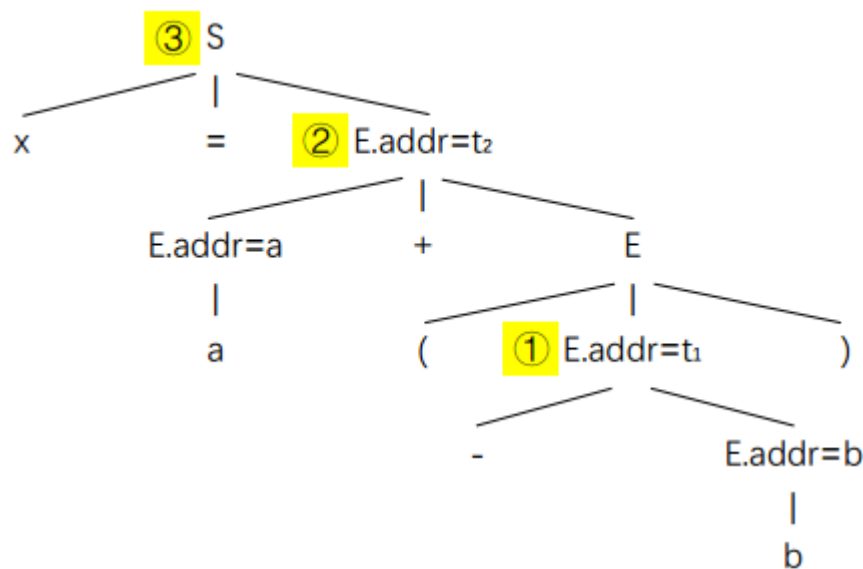 ③ S
x = ② E.addr=t₂
E.addr=a + E
a ( ① E.addr=t₁ )
- E.addr=b
b